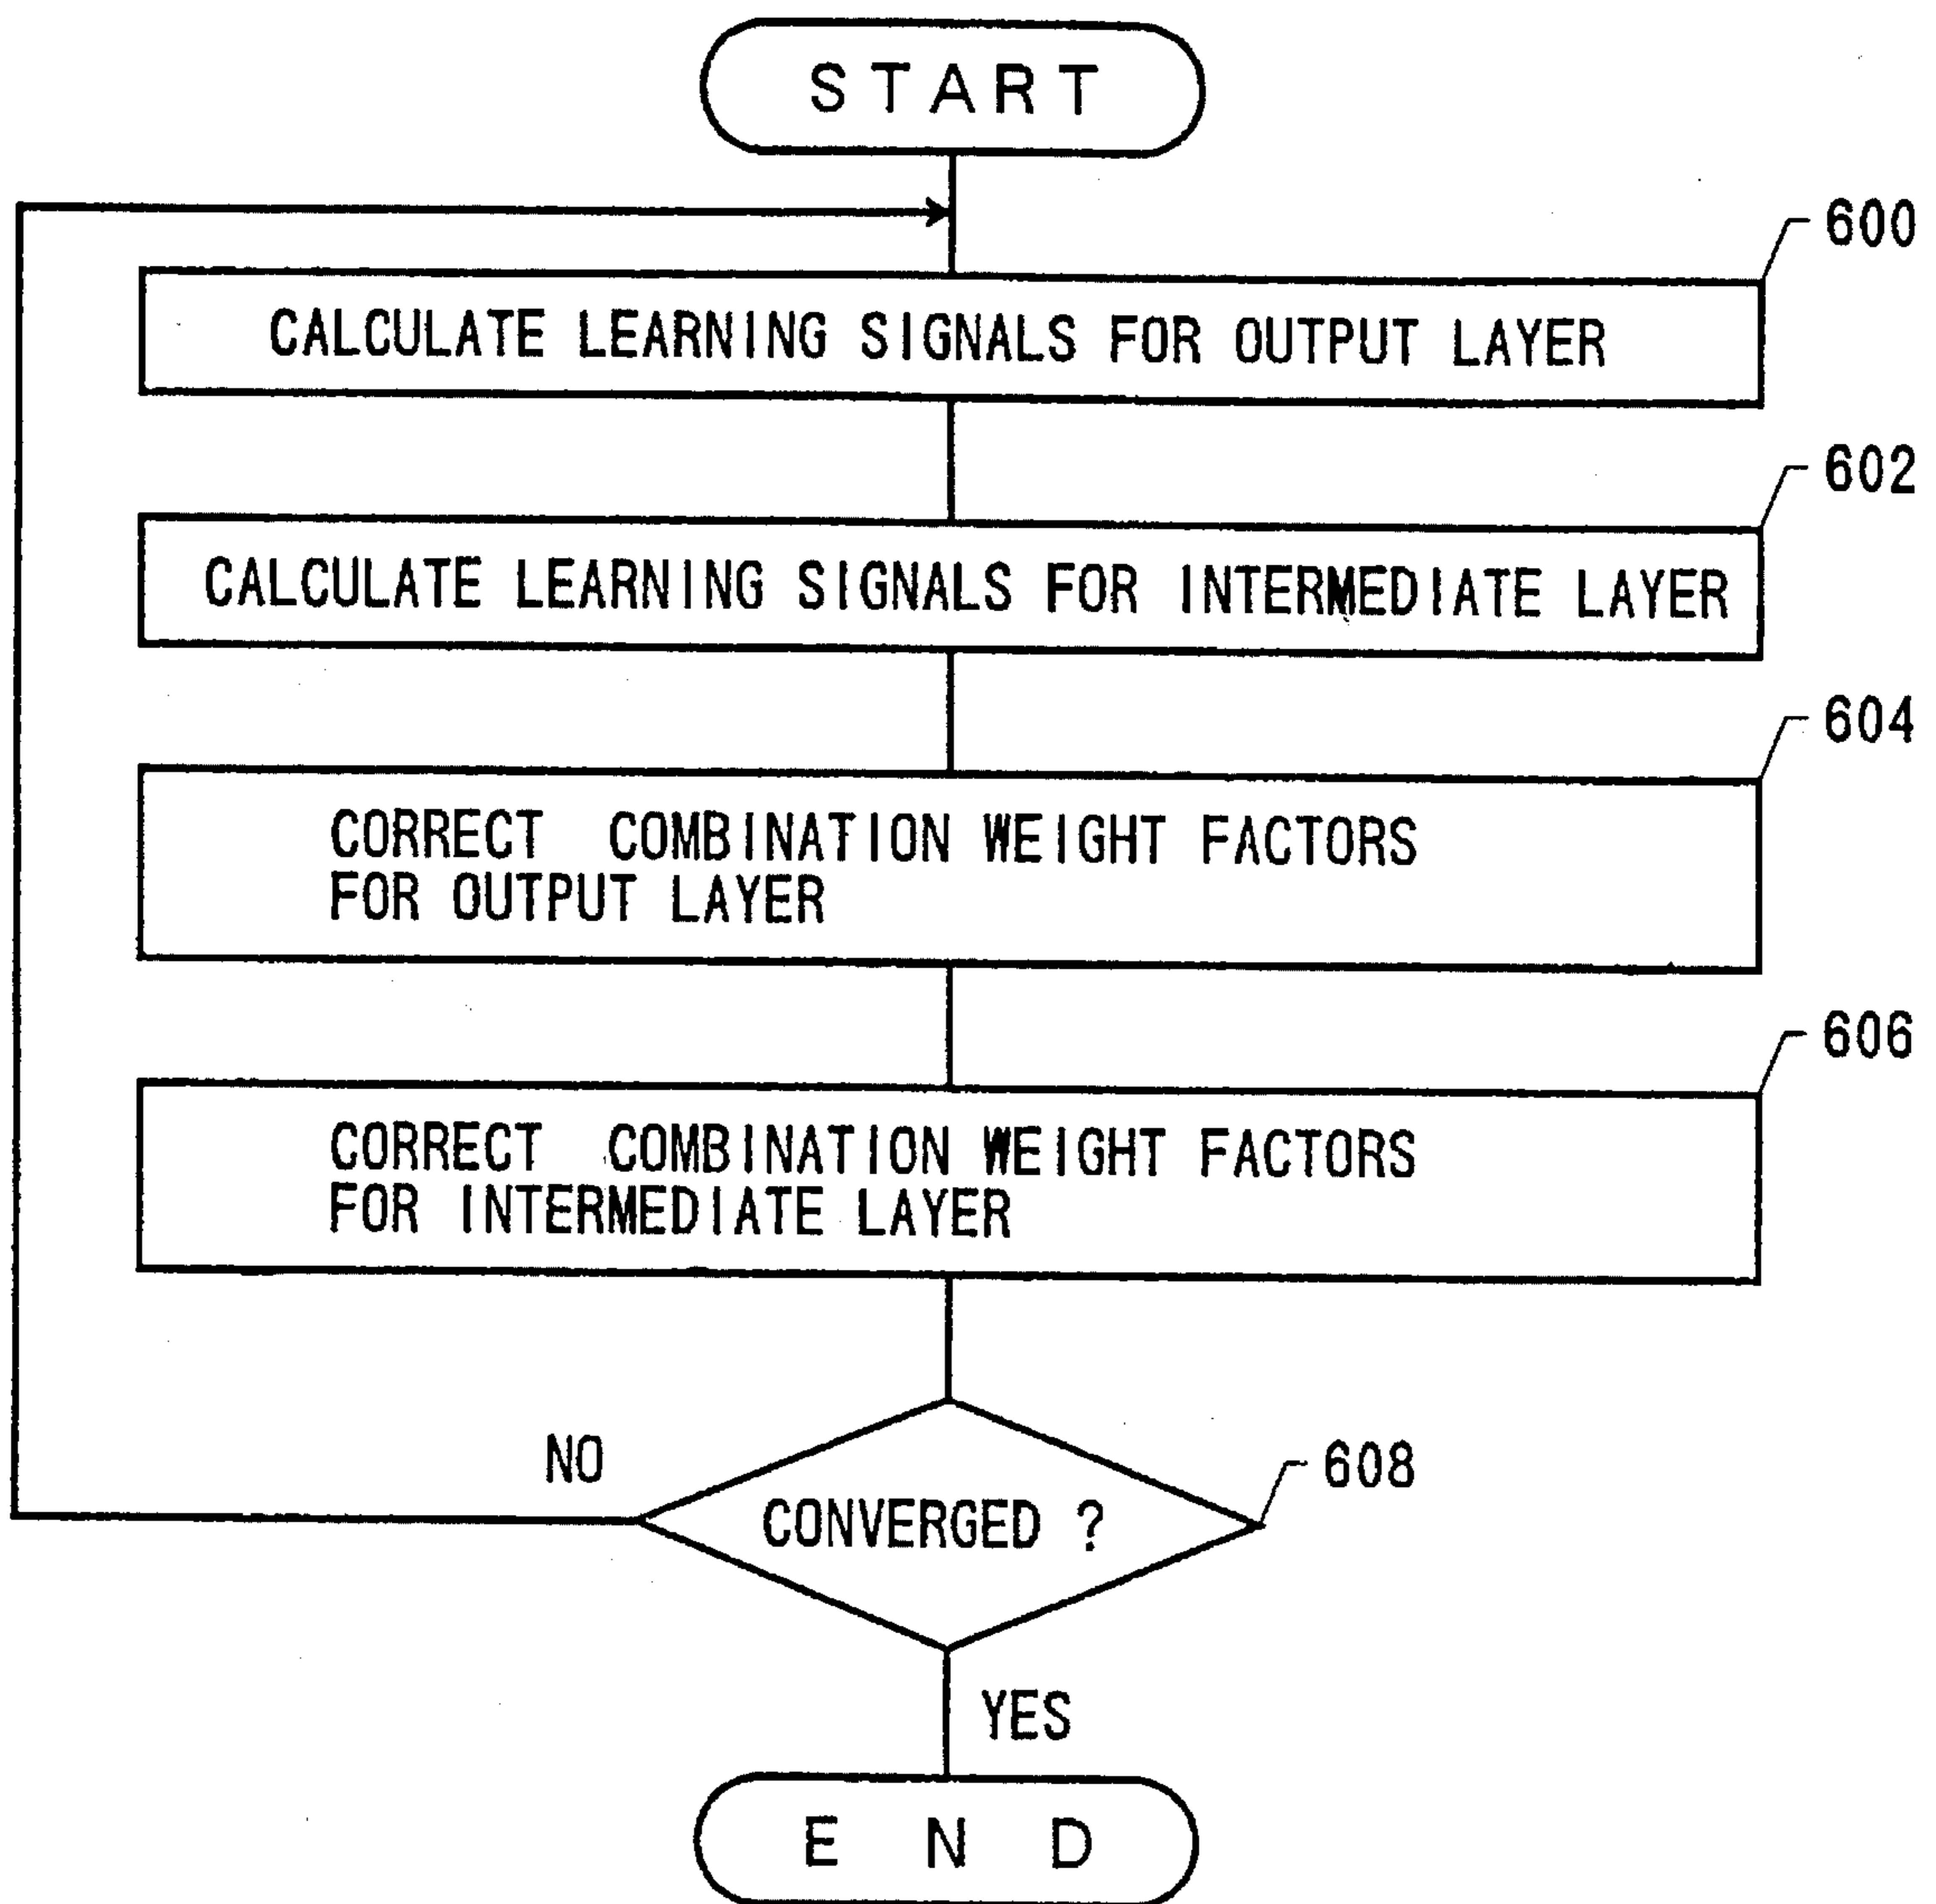 START
600
CALCULATE LEARNING SIGNALS FOR OUTPUT LAYER
602
CALCULATE LEARNING SIGNALS FOR INTERMEDIATE LAYER
604
CORRECT COMBINATION WEIGHT FACTORS
FOR OUTPUT LAYER
606
CORRECT COMBINATION WEIGHT FACTORS
FOR INTERMEDIATE LAYER
NO
608
CONVERGED ?
YES
END